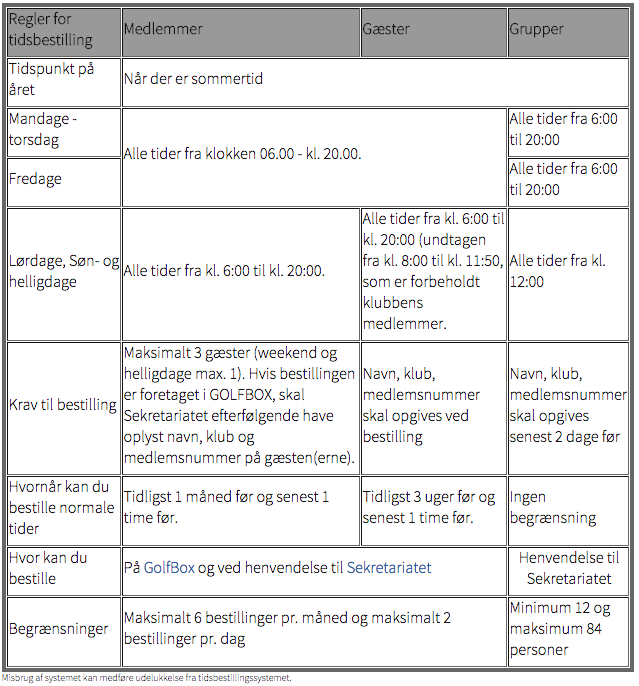 Regler for
tidsbestilling
Medlemmer
Gæster
Grupper
Tidspunkt på
året
Når der er sommertid
Mandage -
torsdag
Alle tider fra klokken 06.00 - kl. 20.00.
Alle tider fra 6:00
til 20:00
Fredage
Alle tider fra 6:00
til 20:00
Lørdage, Søn- og
helligdage
Alle tider fra kl. 6:00 til kl. 20:00.
Alle tider fra kl. 6:00 til
kl. 20:00 (undtagen
fra kl. 8:00 til kl. 11:50,
som er forbeholdt
klubbens
medlemmer.
Alle tider fra kl.
12:00
Krav til bestilling
Maksimalt 3 gæster (weekend og
helligdage max. 1). Hvis bestillingen
er foretaget i GOLFBOX, skal
Sekretariatet efterfølgende have
oplyst navn, klub og
medlemsnummer på gæsten(erne).
Navn, klub,
medlemsnummer
skal opgives ved
bestilling
Navn, klub,
medlemsnummer
skal opgives
senest 2 dage før
Hvornår kan du
bestille normale
tider
Tidligst 1 måned før og senest 1
time før.
Tidligst 3 uger før og
senest 1 time før.
Ingen
begrænsning
Hvor kan du
bestille
På GolfBox og ved henvendelse til Sekretariatet
Henvendelse til
Sekretariatet
Begrænsninger
Maksimalt 6 bestillinger pr. måned og maksimalt 2
bestillinger pr. dag
Minimum 12 og
maksimum 84
personer
Misbrug af systemet kan medføre udelukkelse fra tidsbestillingssystemet.